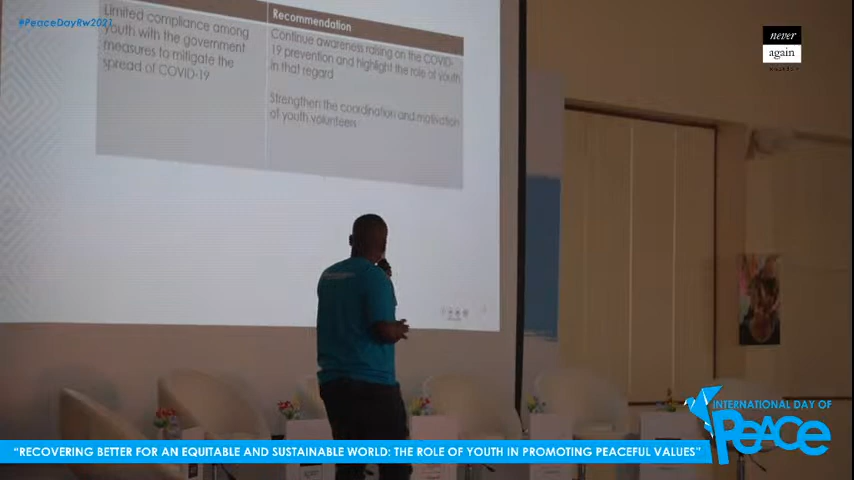 #PeaceDayRw2021
never
again
Limited compliance among
youth with the government
measures to mitigate the
spread of COVID-19
Recommendation
Continue awareness raising on the COVID-
19 prevention and highlight the role of youth
in that regard
Strengthen the coordination and motivation
of youth volunteers
INTERNATIONAL DAY OF
PEACE
"RECOVERING BETTER FOR AN EQUITABLE AND SUSTAINABLE WORLD: THE ROLE OF YOUTH IN PROMOTING PEACEFUL VALUES"